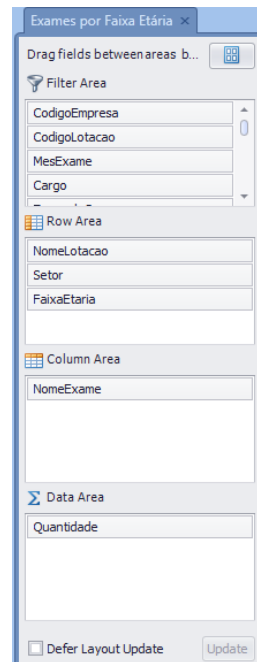 Exames por Faixa Etária ×
Drag fields between areas b...
Filter Area
CodigoEmpresa
CodigoLotacao
MesExame
Cargo
Row Area
NomeLotacao
Setor
FaixaEtaria
Column Area
NomeExame
Data Area
Quantidade
Defer Layout Update Update